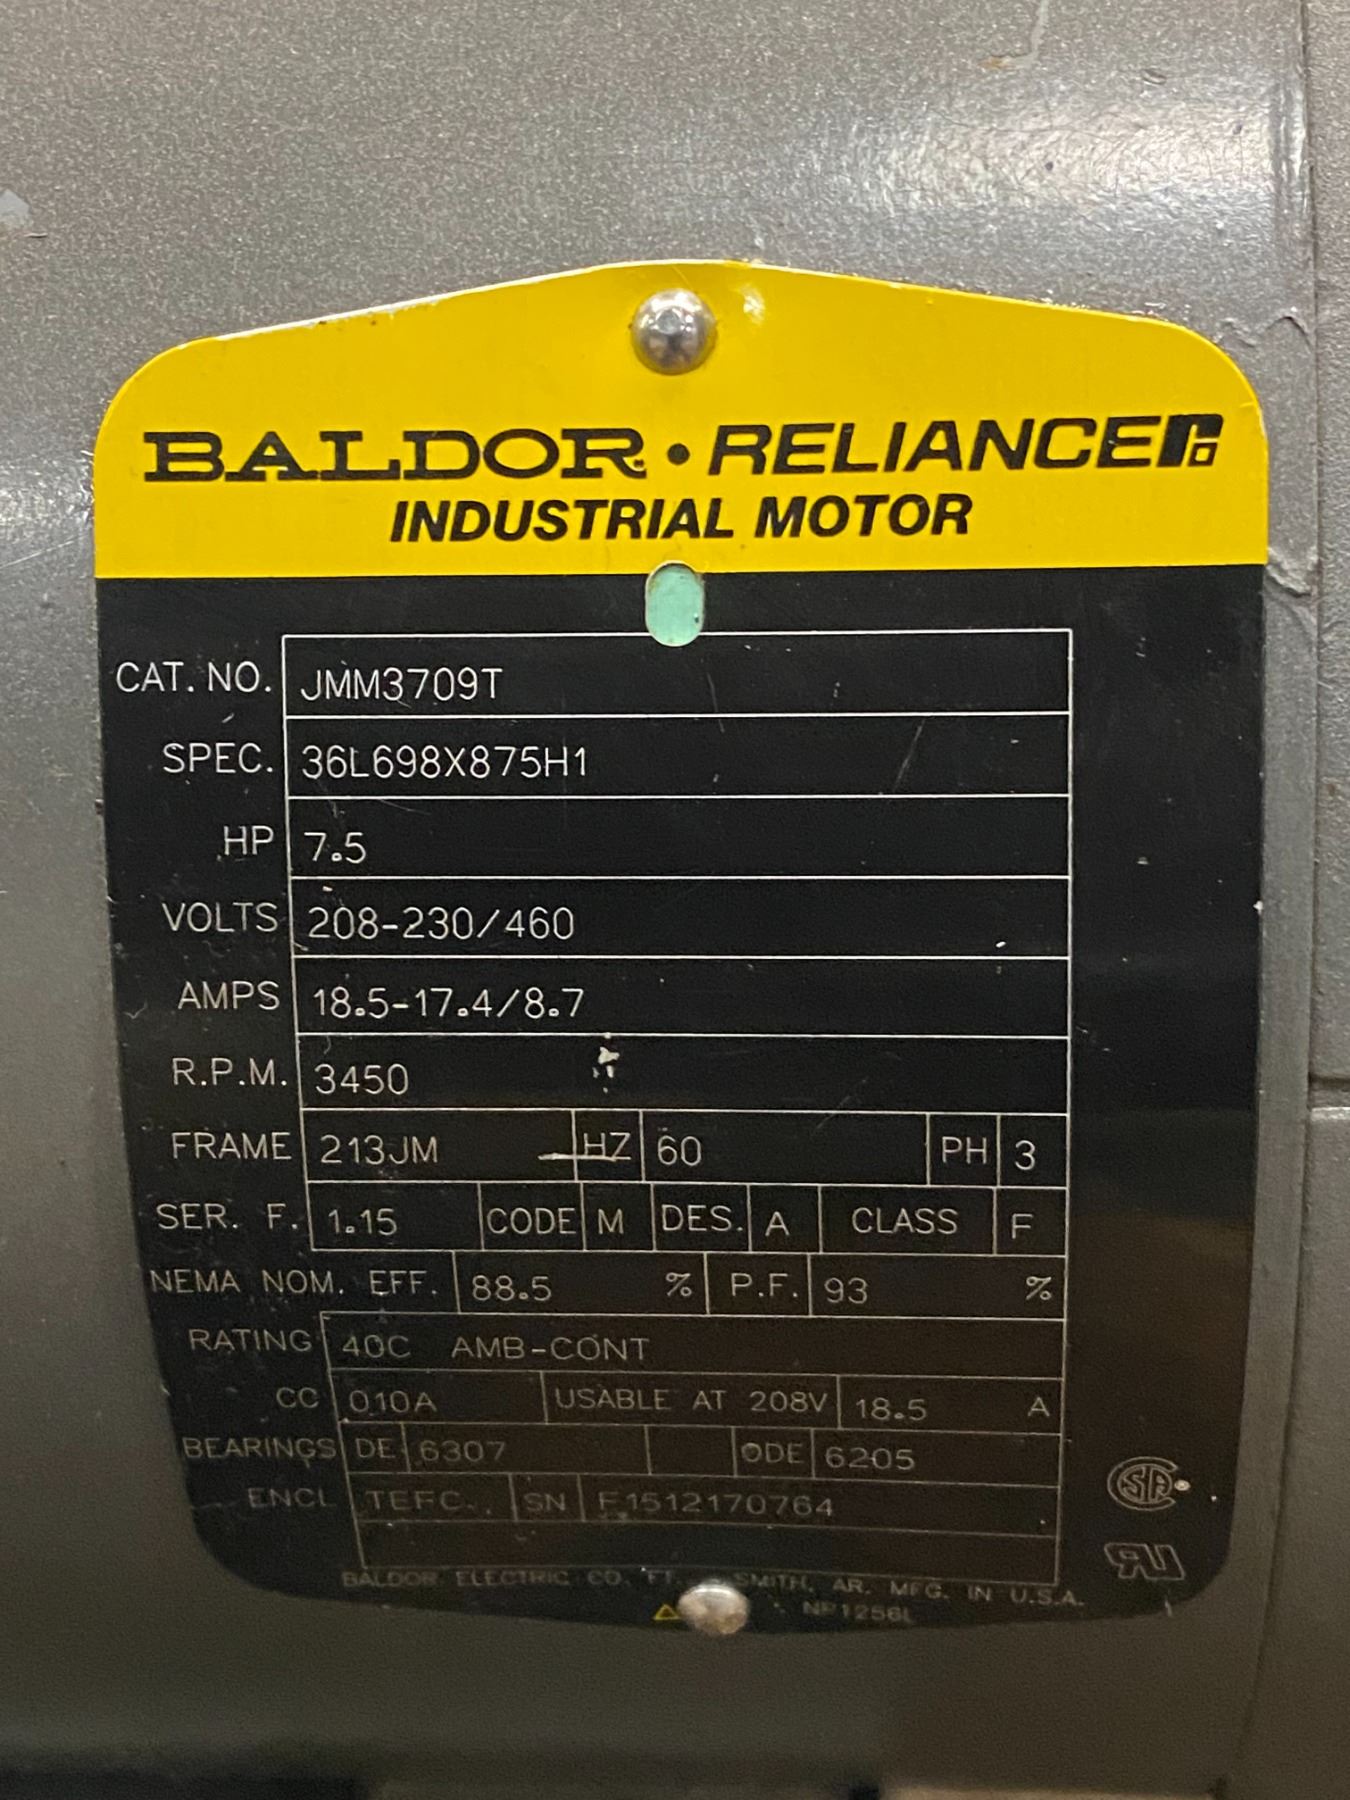 BALDOR • RELIANCE
INDUSTRIAL MOTOR
CAT. NO. JMM3709T
SPEC. 36L698X875H1
HP 7.5
VOLTS 208-230/460
AMPS 18.5-17.4/8.7
R.P.M. 3450
FRAME 213JM HZ 60 PH 3
SER. F. 1.15 CODE M DES. A CLASS F
NEMA NOM. EFF. 88.5 % P.F. 93 %
RATING 40C AMB-CONT
CC 010A USABLE AT 208V 18.5 A
BEARINGS DE 6307 ODE 6205
ENCL TEFC SN F1512170764
BALDOR ELECTRIC CO. FT. SMITH, AR. MFG. IN U.S.A.
NP1256L